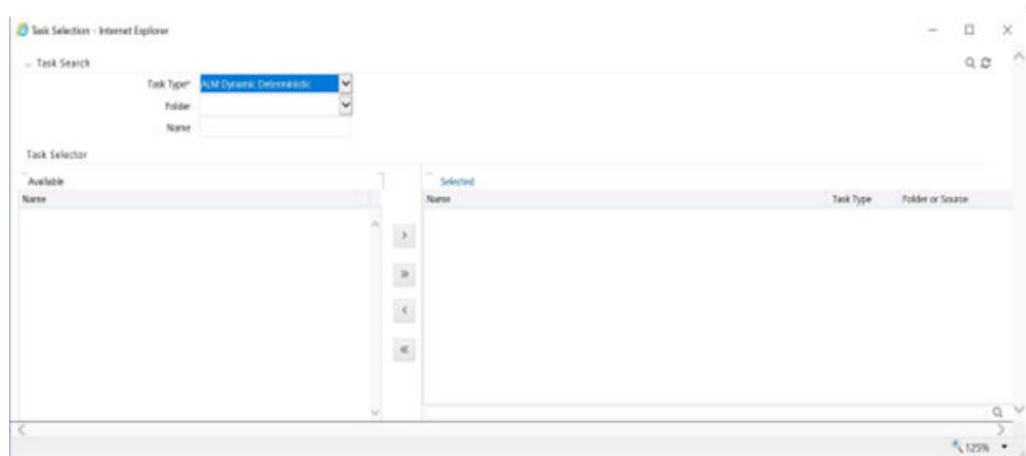 Task Selection - Internet Explorer
Task Search
Task Type* ALM Dynamic Deterministic
Folder
Name
Task Selector
Available
Selected
Name
Name Task Type Folder or Source
125%